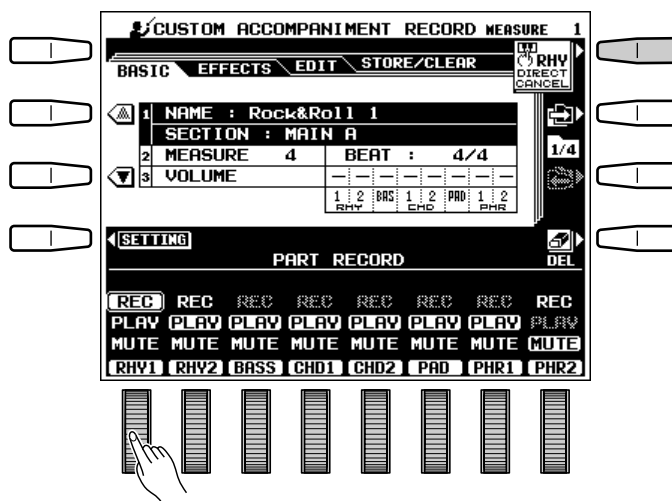 CUSTOM ACCOMPANIMENT RECORD MEASURE 1
BASIC EFFECTS EDIT STORE/CLEAR
RHY
DIRECT
CANCEL
1 NAME : Rock&Roll 1
SECTION : MAIN A
2 MEASURE 4 BEAT : 4/4
1/4
3 VOLUME – – – – – – – –
1 2 BAS 1 2 PAD 1 2
RHY CHD PHR
SETTING
PART RECORD
DEL
REC REC REC REC REC REC REC REC
PLAY PLAY PLAY PLAY PLAY PLAY PLAY PLAY
MUTE MUTE MUTE MUTE MUTE MUTE MUTE MUTE
RHY1 RHY2 BASS CHD1 CHD2 PAD PHR1 PHR2